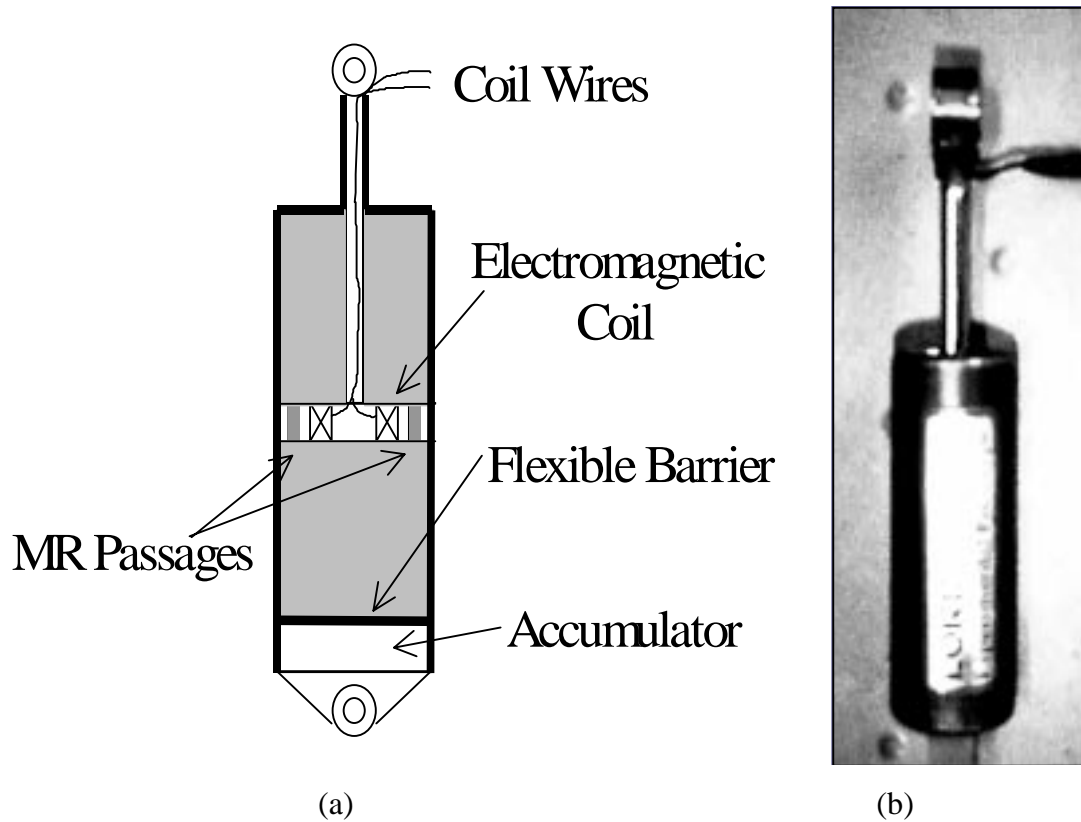 Coil Wires
Electromagnetic
Coil
Flexible Barrier
MR Passages
Accumulator
(a)
(b)